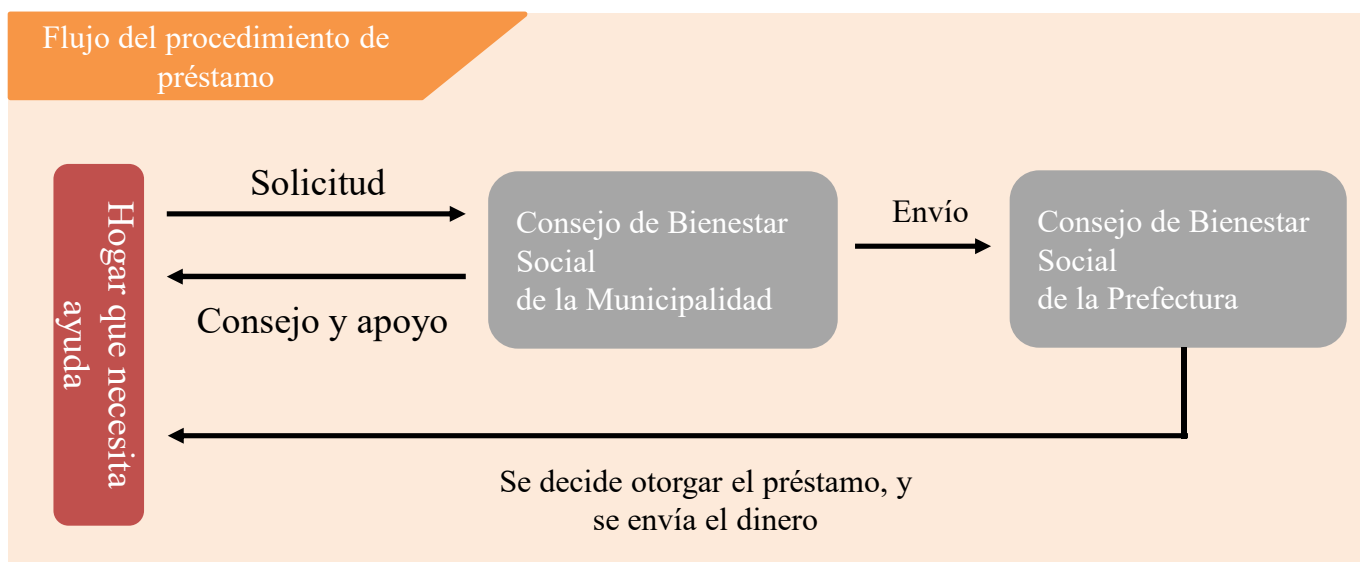 Flujo del procedimiento de
préstamo
Hogar que necesita
ayuda
Solicitud
Consejo y apoyo
Consejo de Bienestar
Social
de la Municipalidad
Envío
Consejo de Bienestar
Social
de la Prefectura
Se decide otorgar el préstamo, y
se envía el dinero